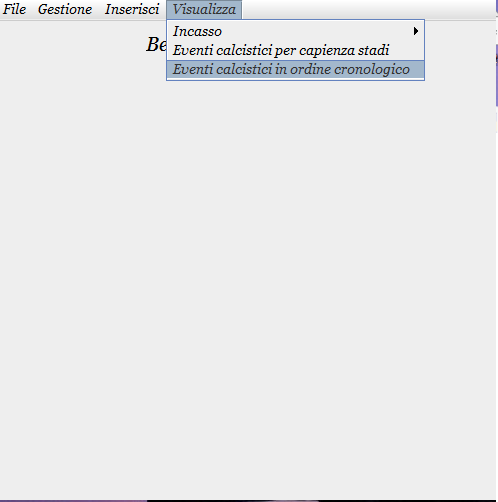 File Gestione Inserisci Visualizza
Incasso
Eventi calcistici per capienza stadi
Eventi calcistici in ordine cronologico